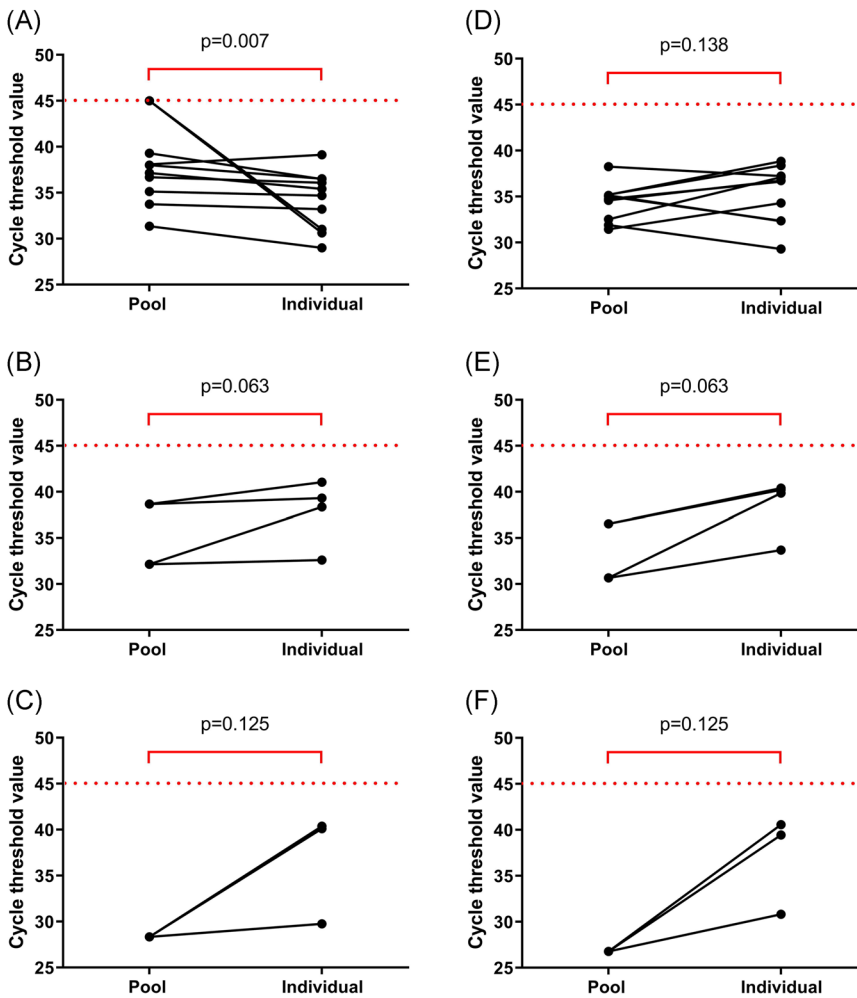 (A)
p=0.007
Cycle threshold value
50
45
40
35
30
25
Pool Individual
(D)
p=0.138
Cycle threshold value
50
45
40
35
30
25
Pool Individual
(B)
p=0.063
Cycle threshold value
50
45
40
35
30
25
Pool Individual
(E)
p=0.063
Cycle threshold value
50
45
40
35
30
25
Pool Individual
(C)
p=0.125
Cycle threshold value
50
45
40
35
30
25
Pool Individual
(F)
p=0.125
Cycle threshold value
50
45
40
35
30
25
Pool Individual